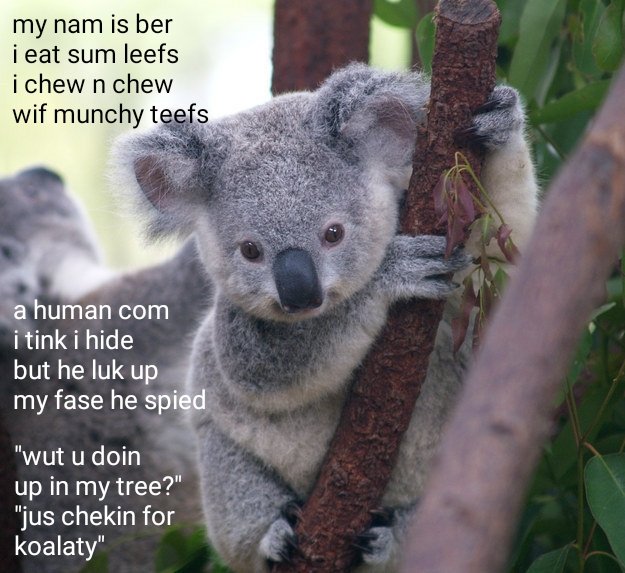 my nam is ber
i eat sum leefs
i chew n chew
wif munchy teefs
a human com
i tink i hide
but he luk up
my fase he spied
"wut u doin
up in my tree?"
"jus chekin for
koalaty"